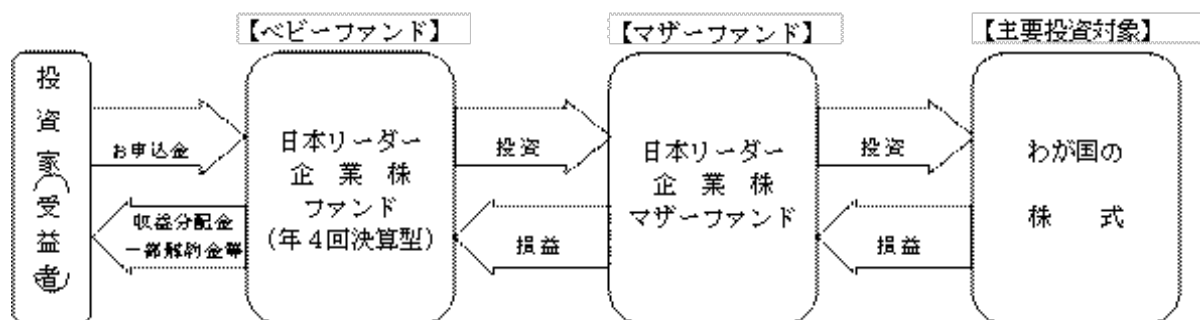 【ベビーファンド】
【マザーファンド】
【主要投資対象】
投資家(受益者)
お申込金
収益分配金
一部解約金等
日本リーダー
企業株
ファンド
(年4回決算型)
投資
損益
日本リーダー
企業株
マザーファンド
投資
損益
わが国の
株式